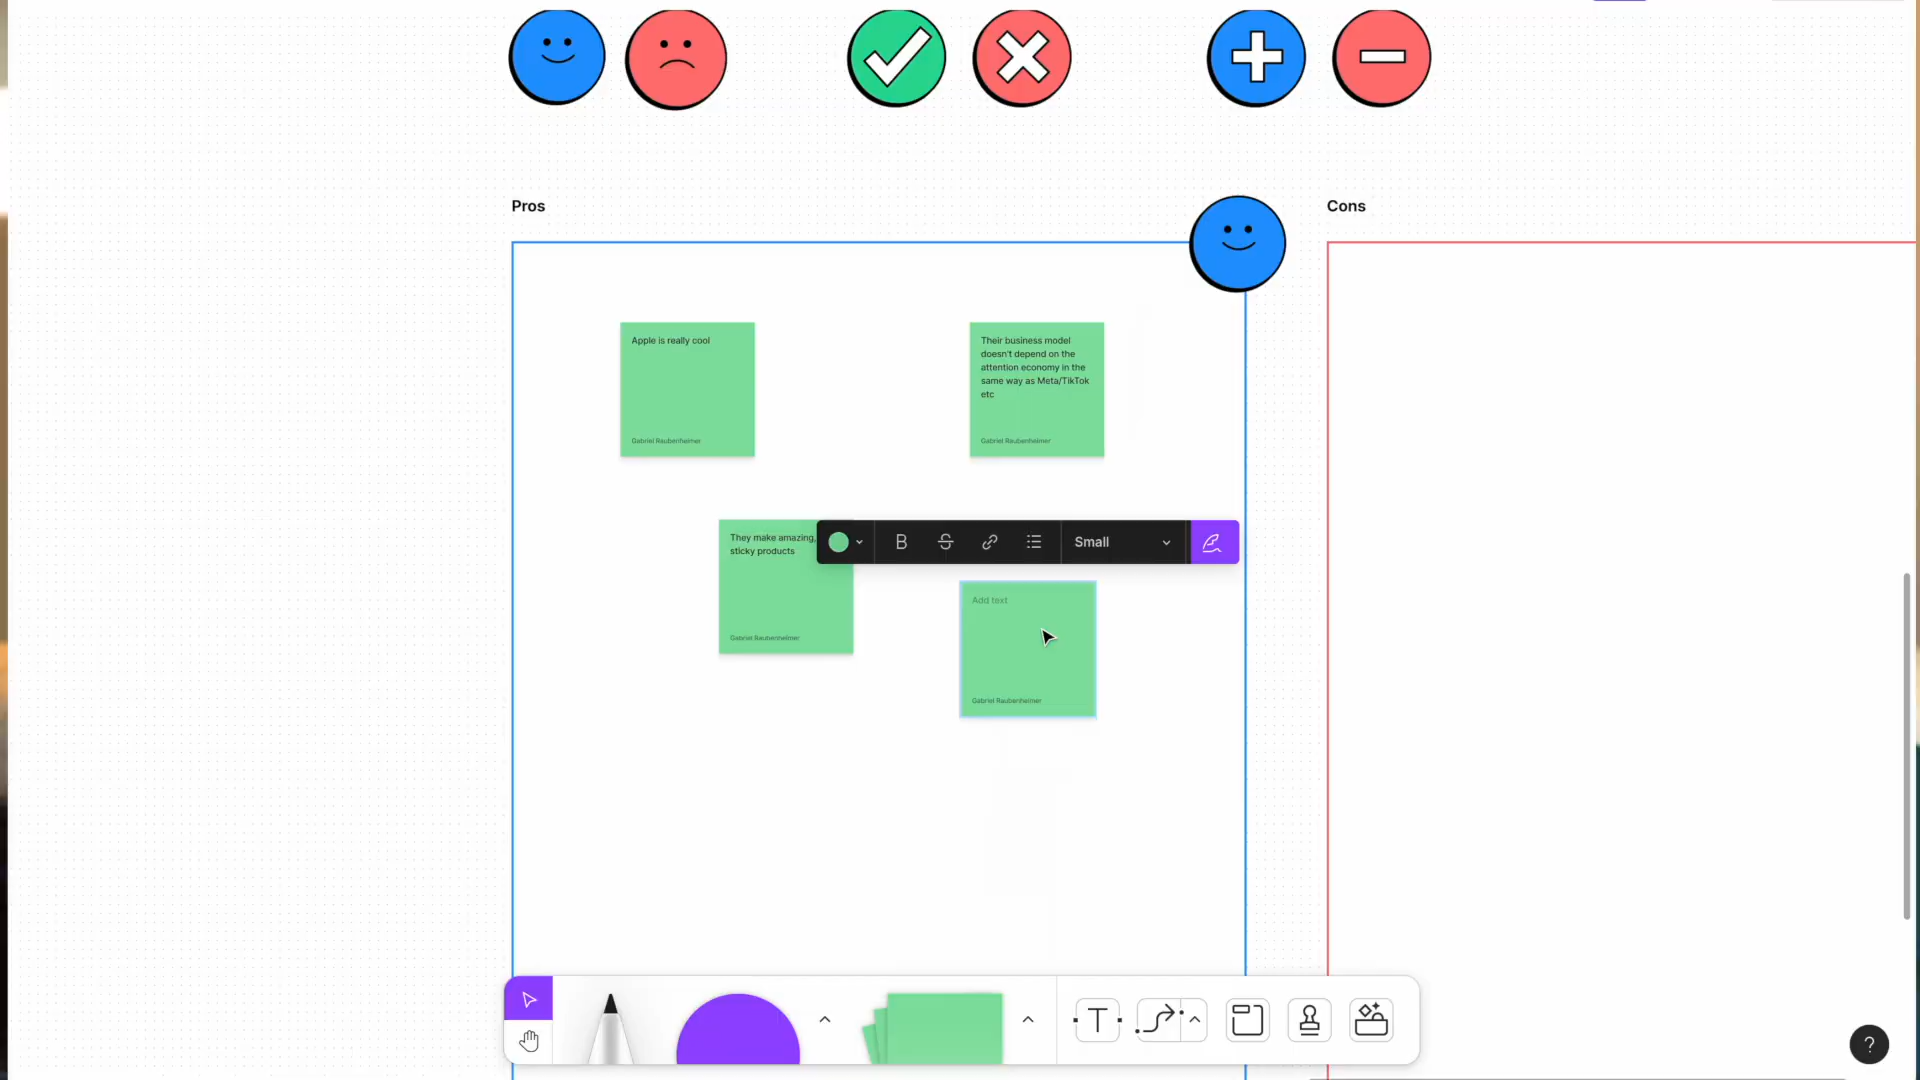 Pros
Cons
Apple is really cool
Gabriel Raubenheimer
Their business model
doesn't depend on the
attention economy in the
same way as Meta/TikTok
etc
Gabriel Raubenheimer
They make amazing,
sticky products
Gabriel Raubenheimer
B
S
Small
Add text
Gabriel Raubenheimer
T
?